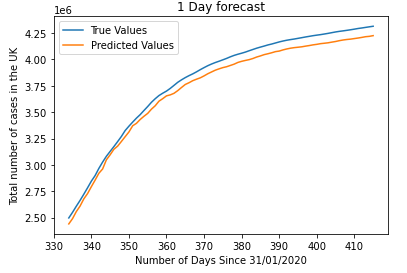 1 Day forecast
1e6
True Values
Predicted Values
4.25
4.00
3.75
3.50
3.25
3.00
2.75
2.50
Total number of cases in the UK
330 340 350 360 370 380 390 400 410
Number of Days Since 31/01/2020